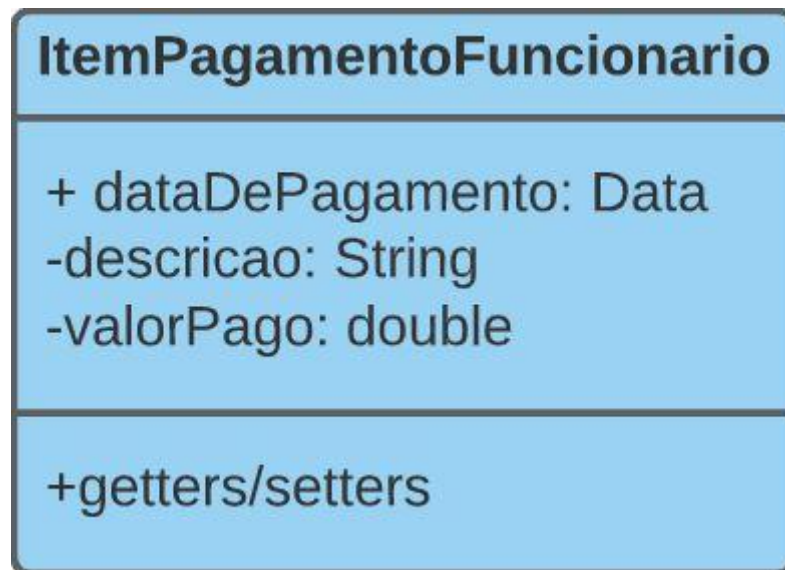 ItemPagamentoFuncionario
+ dataDePagamento: Data
-descricao: String
-valorPago: double
+getters/setters